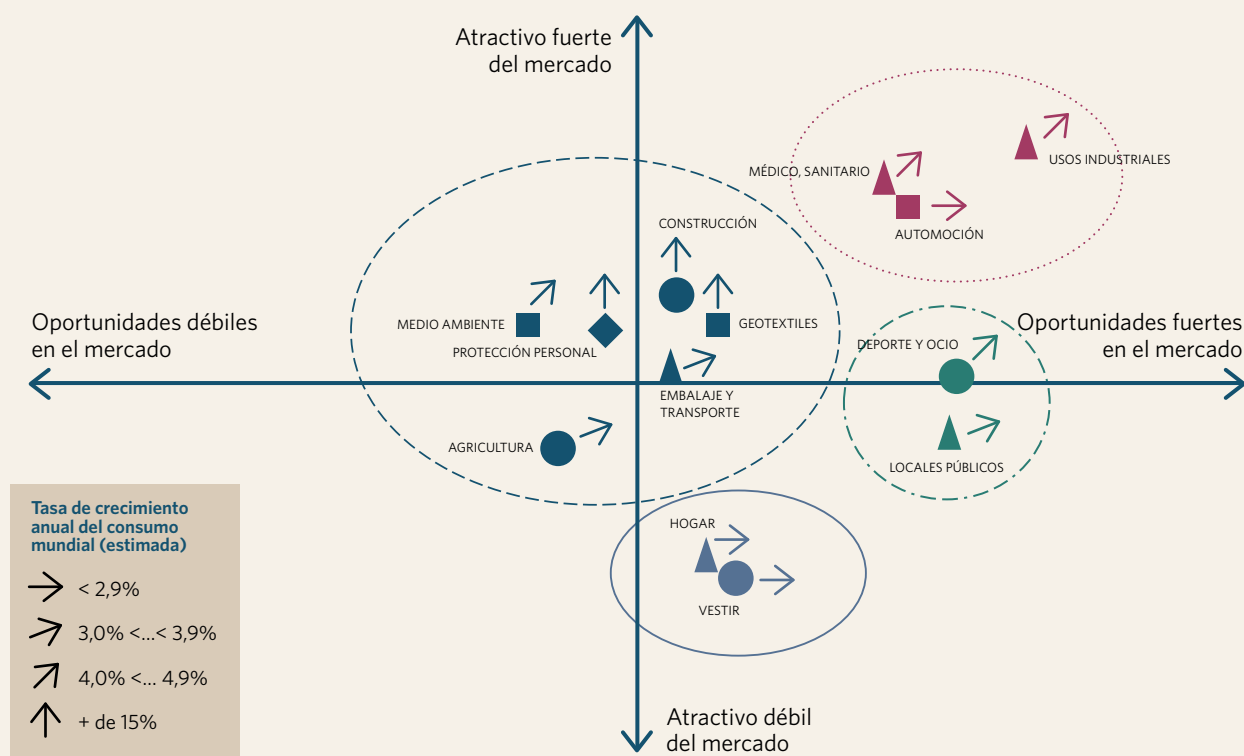 Atractivo fuerte
del mercado
MÉDICO, SANITARIO
USOS INDUSTRIALES
AUTOMOCIÓN
CONSTRUCCIÓN
MEDIO AMBIENTE
PROTECCIÓN PERSONAL
GEOTEXTILES
Oportunidades débiles
en el mercado
Oportunidades fuertes
en el mercado
DEPORTE Y OCIO
EMBALAJE Y
TRANSPORTE
AGRICULTURA
LOCALES PÚBLICOS
HOGAR
VESTIR
Tasa de crecimiento
anual del consumo
mundial (estimada)
< 2,9%
3,0% <...< 3,9%
4,0% <... 4,9%
+ de 15%
Atractivo débil
del mercado